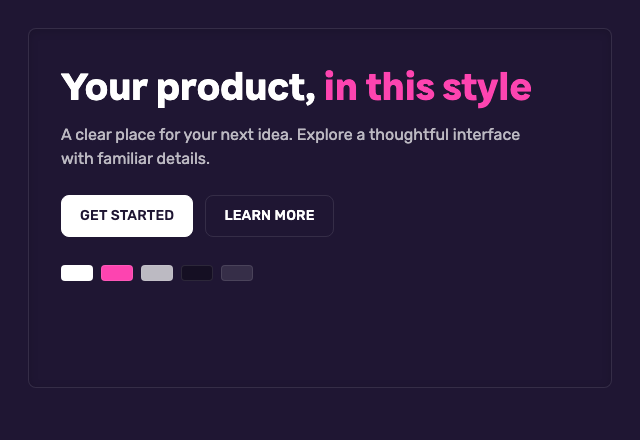 Your product, in this style
A clear place for your next idea. Explore a thoughtful interface
with familiar details.
GET STARTED
LEARN MORE